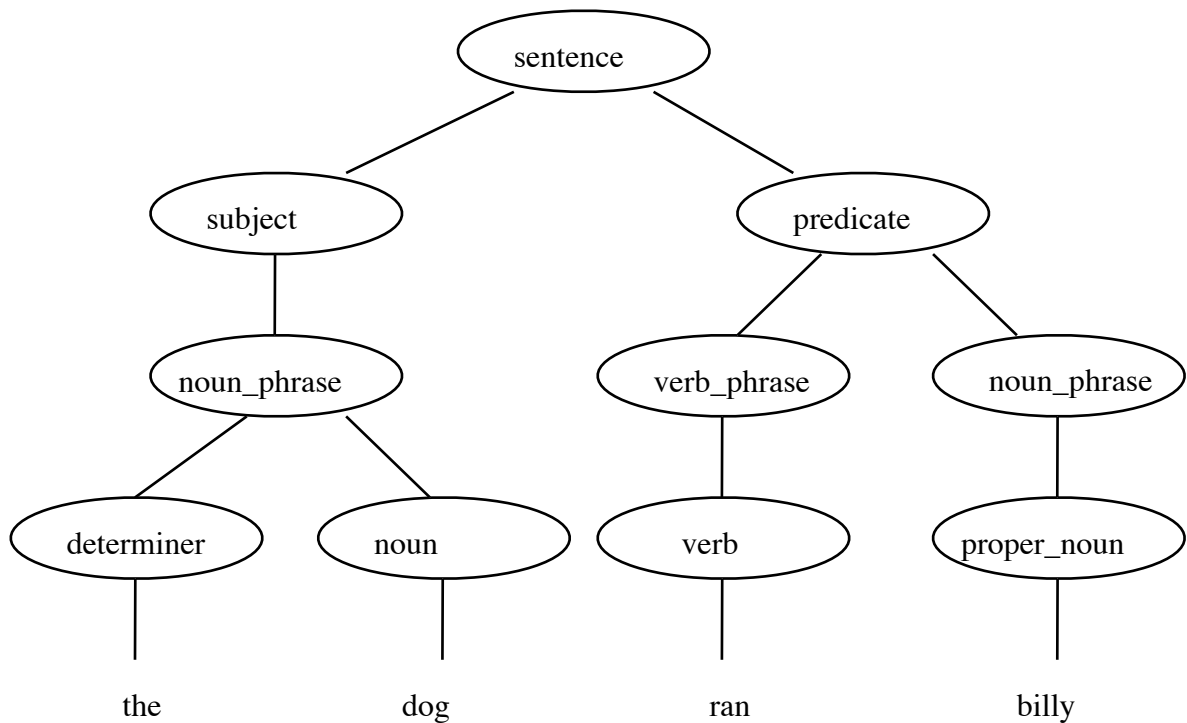 sentence
subject predicate
noun_phrase verb_phrase noun_phrase
determiner noun verb proper_noun
the dog ran billy